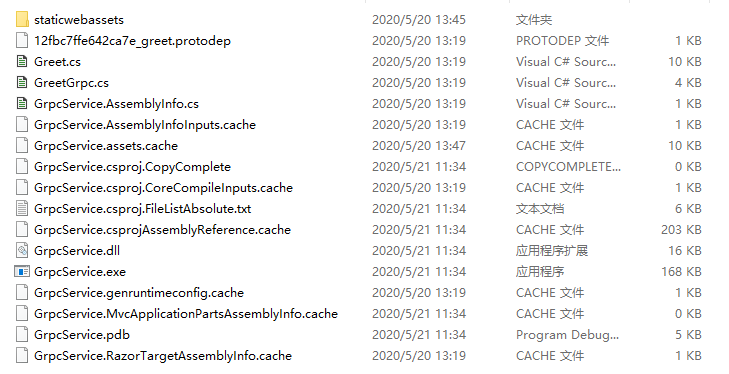 staticwebassets 2020/5/20 13:45 文件夹
12fbc7ffe642ca7e_greet.protodep 2020/5/20 13:19 PROTODEP 文件 1 KB
Greet.cs 2020/5/20 13:19 Visual C# Sourc... 10 KB
GreetGrpc.cs 2020/5/20 13:19 Visual C# Sourc... 4 KB
GrpcService.AssemblyInfo.cs 2020/5/20 13:19 Visual C# Sourc... 1 KB
GrpcService.AssemblyInfoInputs.cache 2020/5/20 13:19 CACHE 文件 1 KB
GrpcService.assets.cache 2020/5/20 13:47 CACHE 文件 10 KB
GrpcService.csproj.CopyComplete 2020/5/21 11:34 COPYCOMPLETE... 0 KB
GrpcService.csproj.CoreCompileInputs.cache 2020/5/20 13:19 CACHE 文件 1 KB
GrpcService.csproj.FileListAbsolute.txt 2020/5/21 11:34 文本文档 6 KB
GrpcService.csprojAssemblyReference.cache 2020/5/21 11:34 CACHE 文件 203 KB
GrpcService.dll 2020/5/21 11:34 应用程序扩展 16 KB
GrpcService.exe 2020/5/21 11:34 应用程序 168 KB
GrpcService.genruntimeconfig.cache 2020/5/20 13:19 CACHE 文件 1 KB
GrpcService.MvcApplicationPartsAssemblyInfo.cache 2020/5/21 11:34 CACHE 文件 0 KB
GrpcService.pdb 2020/5/21 11:34 Program Debug... 5 KB
GrpcService.RazorTargetAssemblyInfo.cache 2020/5/20 13:19 CACHE 文件 1 KB